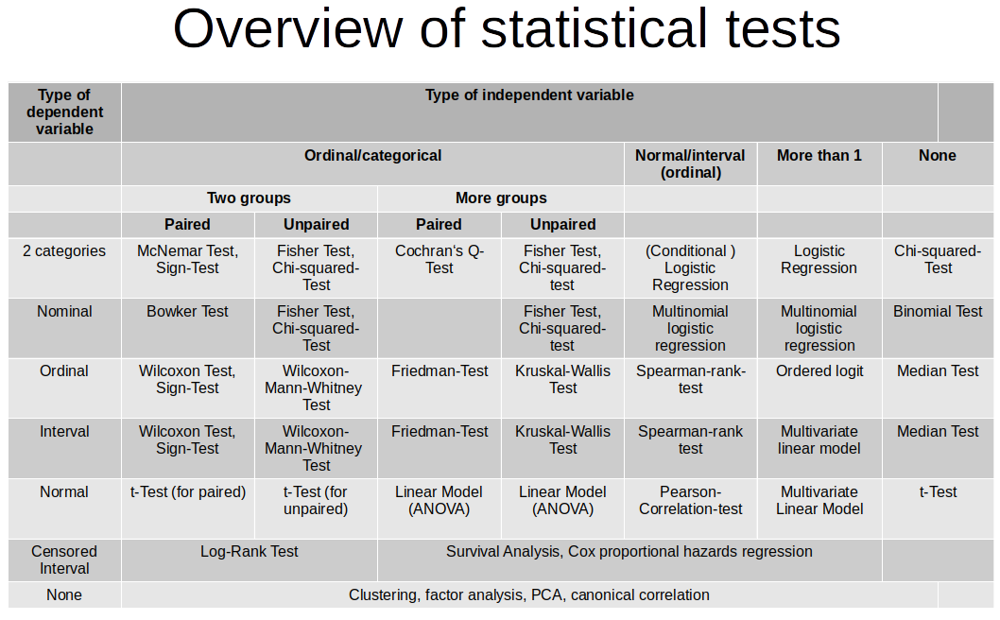 Overview of statistical tests
Type of dependent variable Type of independent variable
Ordinal/categorical Normal/interval (ordinal) More than 1 None
Two groups More groups
Paired Unpaired Paired Unpaired
2 categories McNemar Test, Sign-Test Fisher Test, Chi-squared-Test Cochran‘s Q-Test Fisher Test, Chi-squared-test (Conditional ) Logistic Regression Logistic Regression Chi-squared-Test
Nominal Bowker Test Fisher Test, Chi-squared-Test Fisher Test, Chi-squared-test Multinomial logistic regression Multinomial logistic regression Binomial Test
Ordinal Wilcoxon Test, Sign-Test Wilcoxon-Mann-Whitney Test Friedman-Test Kruskal-Wallis Test Spearman-rank-test Ordered logit Median Test
Interval Wilcoxon Test, Sign-Test Wilcoxon-Mann-Whitney Test Friedman-Test Kruskal-Wallis Test Spearman-rank test Multivariate linear model Median Test
Normal t-Test (for paired) t-Test (for unpaired) Linear Model (ANOVA) Linear Model (ANOVA) Pearson-Correlation-test Multivariate Linear Model t-Test
Censored Interval Log-Rank Test Survival Analysis, Cox proportional hazards regression
None Clustering, factor analysis, PCA, canonical correlation